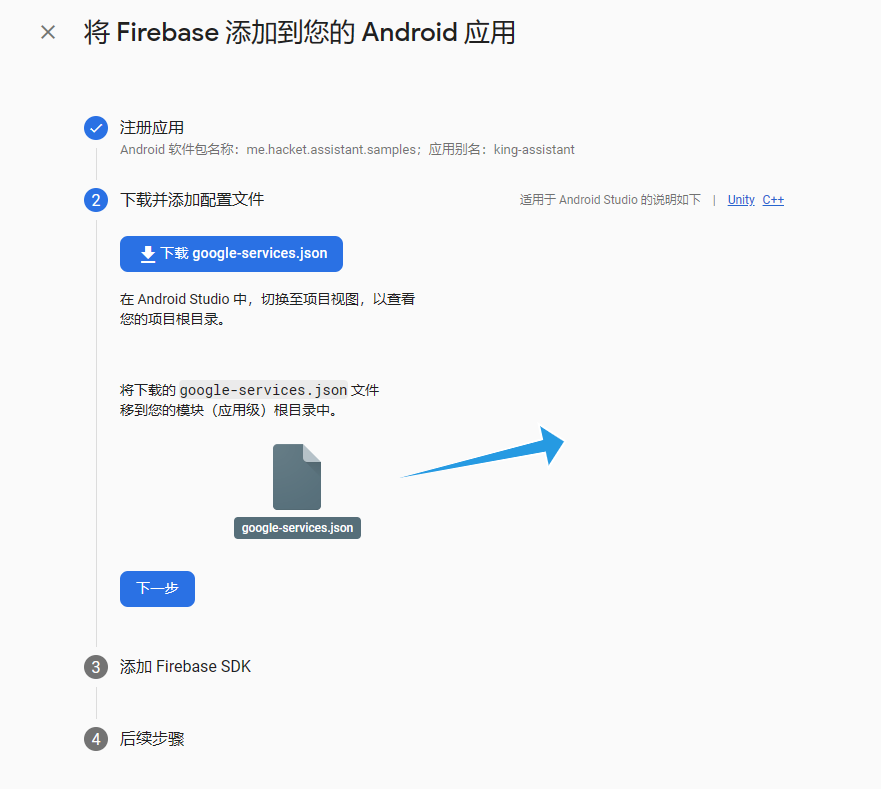 将 Firebase 添加到您的 Android 应用
注册应用
Android 软件包名称：me.hacket.assistant.samples；应用别名：king-assistant
2 下载并添加配置文件 适用于 Android Studio 的说明如下 | Unity C++
下载 google-services.json
在 Android Studio 中，切换至项目视图，以查看
您的项目根目录。
将下载的 google-services.json 文件
移到您的模块（应用级）根目录中。
google-services.json
下一步
3 添加 Firebase SDK
4 后续步骤